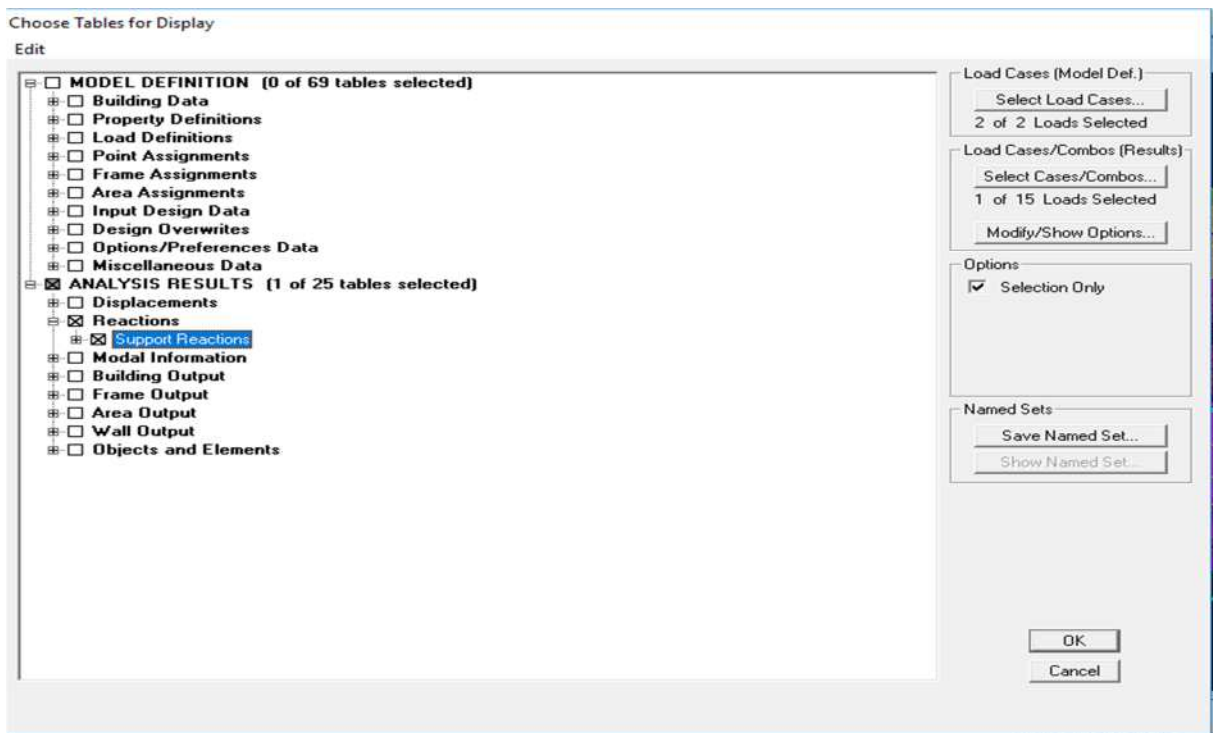 Choose Tables for Display
Edit
MODEL DEFINITION (0 of 69 tables selected)
Building Data
Property Definitions
Load Definitions
Point Assignments
Frame Assignments
Area Assignments
Input Design Data
Design Overwrites
Options/Preferences Data
Miscellaneous Data
ANALYSIS RESULTS (1 of 25 tables selected)
Displacements
Reactions
Support Reactions
Modal Information
Building Output
Frame Output
Area Output
Wall Output
Objects and Elements
Load Cases (Model Def.)
Select Load Cases...
2 of 2 Loads Selected
Load Cases/Combos (Results)
Select Cases/Combos...
1 of 15 Loads Selected
Modify/Show Options...
Options
Selection Only
Named Sets
Save Named Set...
Show Named Set...
OK
Cancel